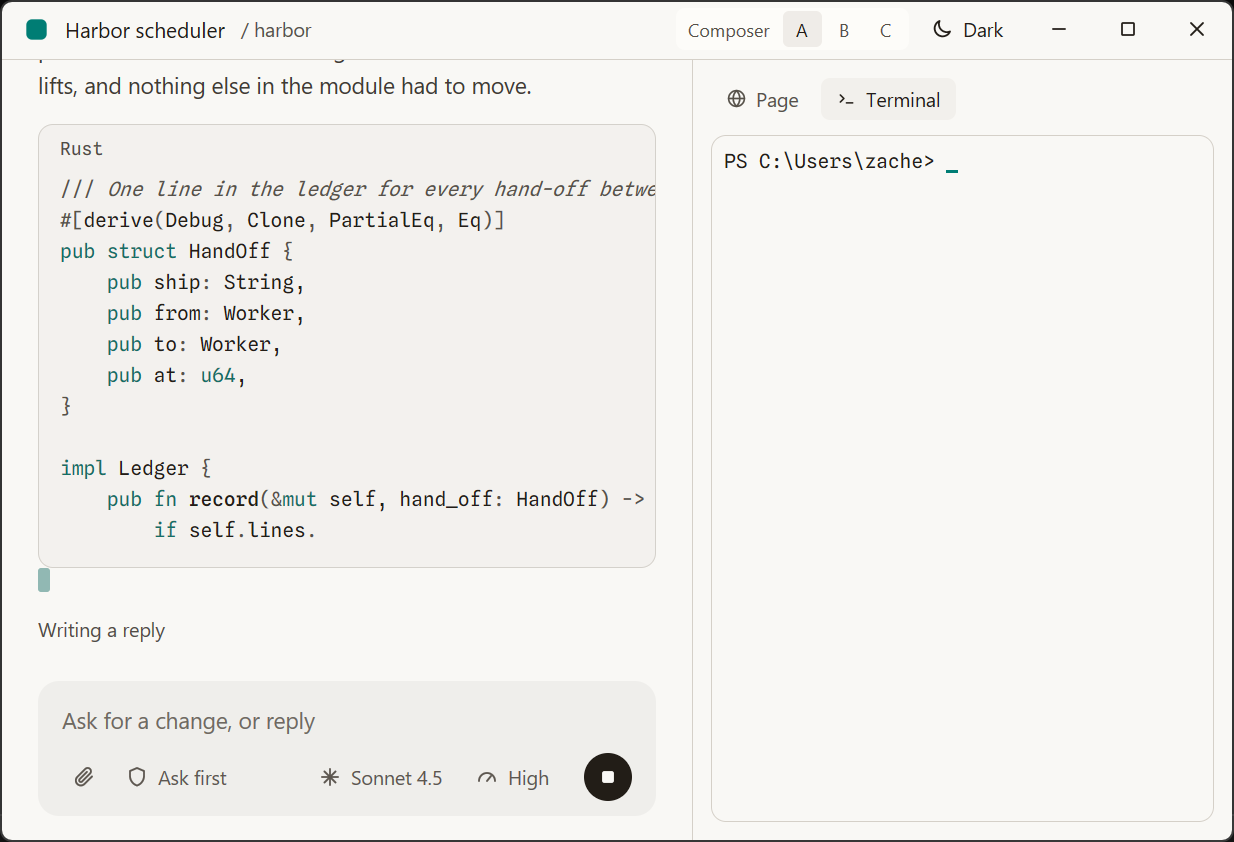 Harbor scheduler / harbor
Composer A B C
Dark
lifts, and nothing else in the module had to move.
Rust
/// One line in the ledger for every hand-off betwe
#[derive(Debug, Clone, PartialEq, Eq)]
pub struct HandOff {
    pub ship: String,
    pub from: Worker,
    pub to: Worker,
    pub at: u64,
}

impl Ledger {
    pub fn record(&mut self, hand_off: HandOff) ->
        if self.lines.
Writing a reply
Ask for a change, or reply
Ask first
Sonnet 4.5
High
Page
>_ Terminal
PS C:\Users\zache> _